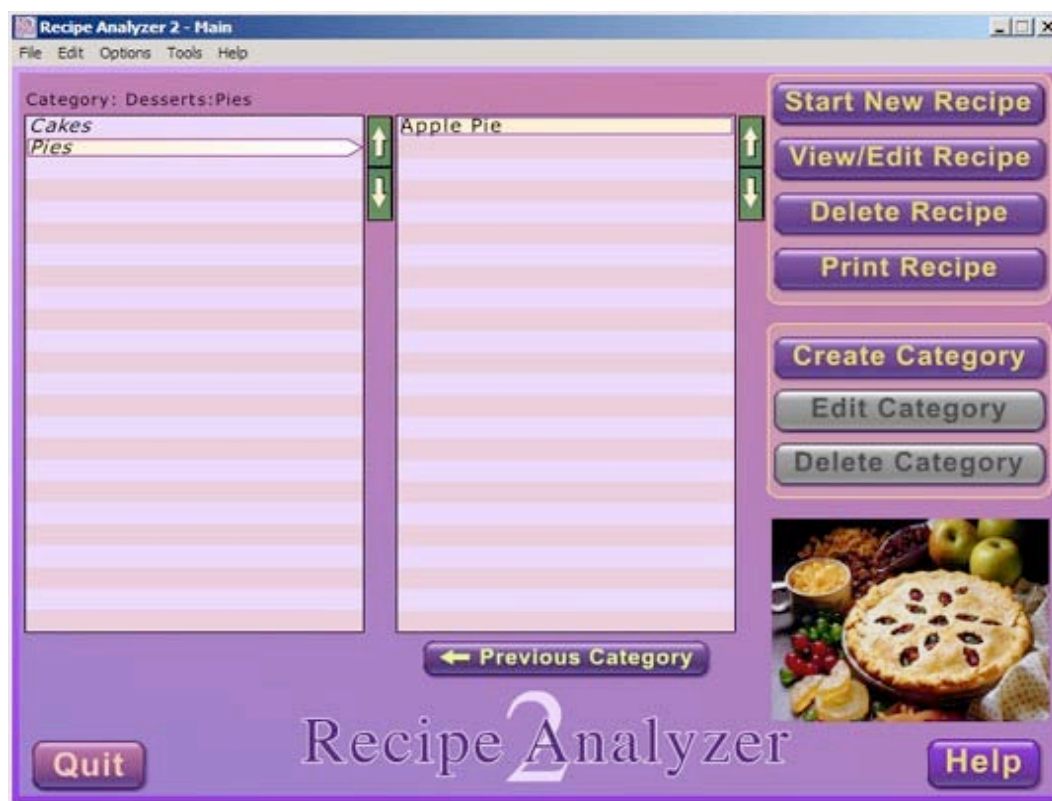 Recipe Analyzer 2 - Main
File Edit Options Tools Help
Category: Desserts:Pies
Cakes
Pies
Apple Pie
Start New Recipe
View/Edit Recipe
Delete Recipe
Print Recipe
Create Category
Edit Category
Delete Category
Previous Category
Recipe 2 Analyzer
Quit
Help